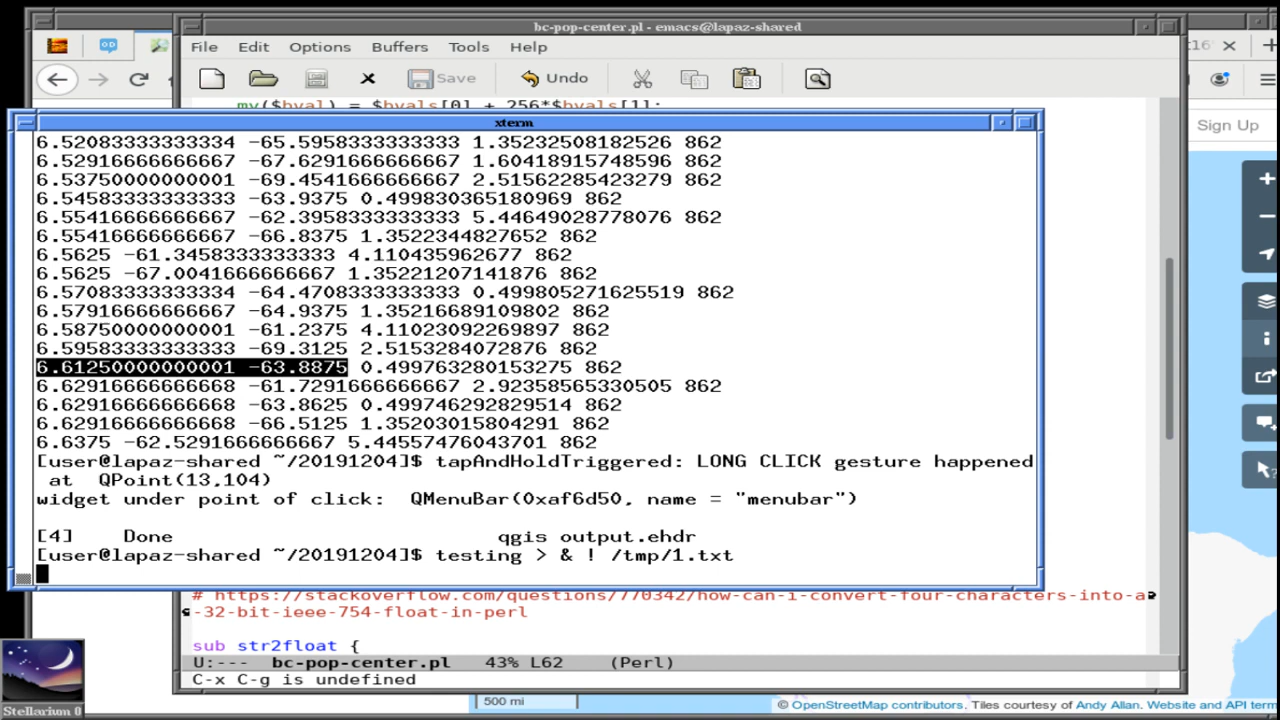 bc-pop-center.pl - emacs@lapaz-shared
File Edit Options Buffers Tools Help
Save Undo
my($bval) = $bvals[0] + 256*$bvals[1];
Sign Up
xterm
6.52083333333334 -65.5958333333333 1.35232508182526 862
6.52916666666667 -67.6291666666667 1.60418915748596 862
6.53750000000001 -69.4541666666667 2.51562285423279 862
6.54583333333333 -63.9375 0.499830365180969 862
6.55416666666667 -62.3958333333333 5.44649028778076 862
6.55416666666667 -66.8375 1.3522344827652 862
6.5625 -61.3458333333333 4.110435962677 862
6.5625 -67.0041666666667 1.35221207141876 862
6.57083333333334 -64.4708333333333 0.499805271625519 862
6.57916666666667 -64.9375 1.35216689109802 862
6.58750000000001 -61.2375 4.11023092269897 862
6.59583333333333 -69.3125 2.5153284072876 862
6.61250000000001 -63.8875 0.499763280153275 862
6.62916666666668 -61.7291666666667 2.92358565330505 862
6.62916666666668 -63.8625 0.499746292829514 862
6.62916666666668 -66.5125 1.35203015804291 862
6.6375 -62.5291666666667 5.44557476043701 862
[user@lapaz-shared ~/20191204]$ tapAndHoldTriggered: LONG CLICK gesture happened
at QPoint(13,104)
widget under point of click: QMenuBar(0xaf6d50, name = "menubar")
[4] Done qgis output.ehdr
[user@lapaz-shared ~/20191204]$ testing > & ! /tmp/1.txt
# https://stackoverflow.com/questions/770342/how-can-i-convert-four-characters-into-a
-32-bit-ieee-754-float-in-perl
sub str2float {
U:--- bc-pop-center.pl 43% L62 (Perl)
C-x C-g is undefined
Stellarium 0
500 mi
© OpenStreetMap contributors. Tiles courtesy of Andy Allan. Website and API term